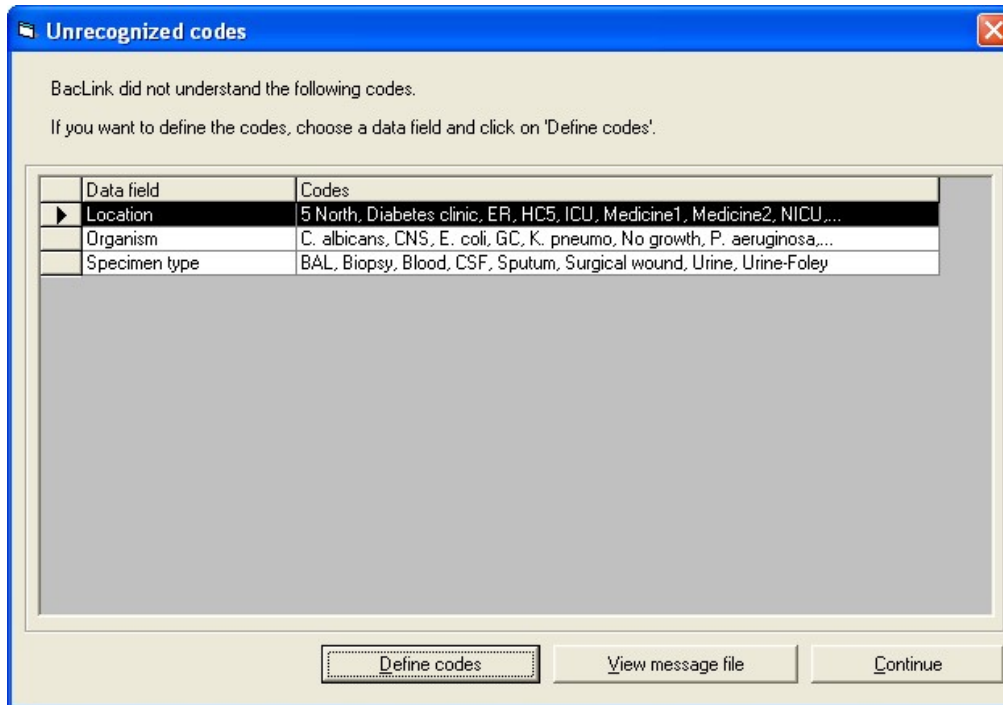 Unrecognized codes
BacLink did not understand the following codes.
If you want to define the codes, choose a data field and click on 'Define codes'.
Data field Codes
Location 5 North, Diabetes clinic, ER, HC5, ICU, Medicine1, Medicine2, NICU,...
Organism C. albicans, CNS, E. coli, GC, K. pneumo, No growth, P. aeruginosa,...
Specimen type BAL, Biopsy, Blood, CSF, Sputum, Surgical wound, Urine, Urine-Foley
Define codes View message file Continue